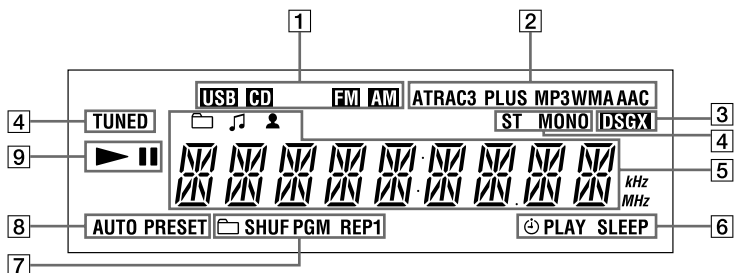 1 2
USB CD FM AM ATRAC3 PLUS MP3 WMA AAC
4 TUNED ST MONO DSGX 3
4
9
5
kHz
MHz
8 AUTO PRESET SHUF PGM REP1 PLAY SLEEP 6
7